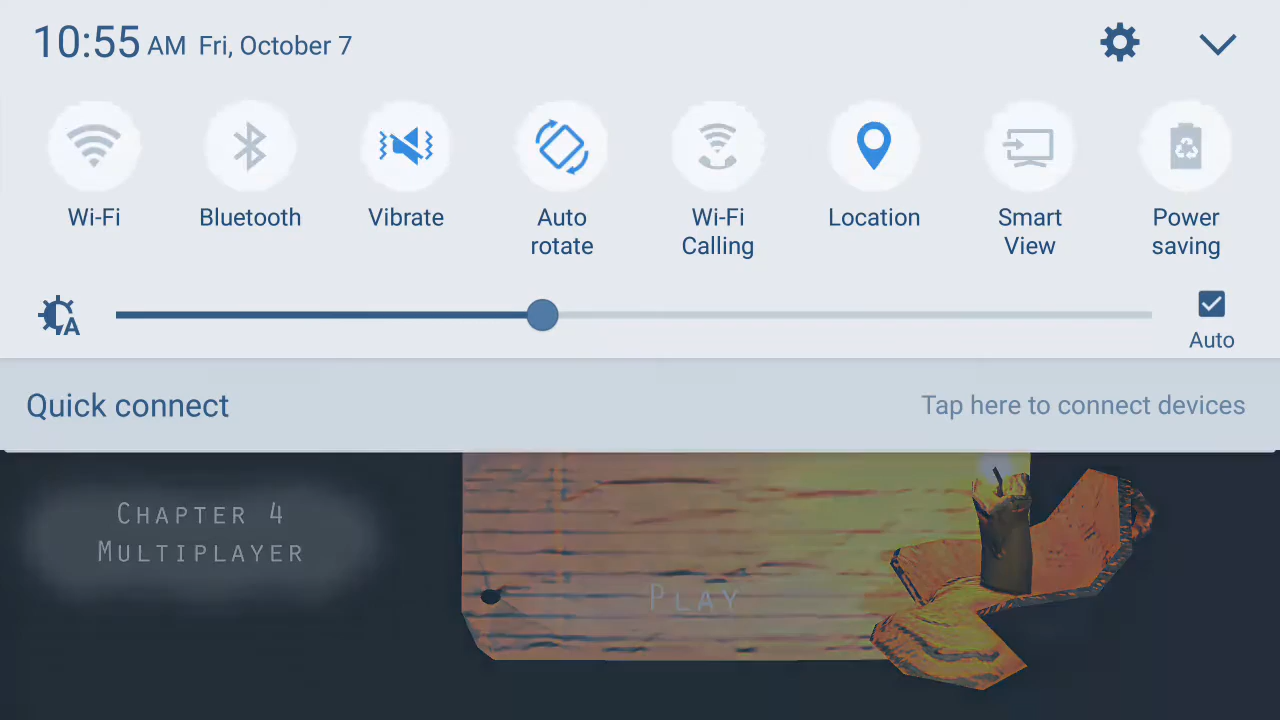 10:55 AM Fri, October 7
Wi-Fi
Bluetooth
Vibrate
Auto
rotate
Wi-Fi
Calling
Location
Smart
View
Power
saving
A
Auto
Quick connect
Tap here to connect devices
Chapter 4
Multiplayer
Play